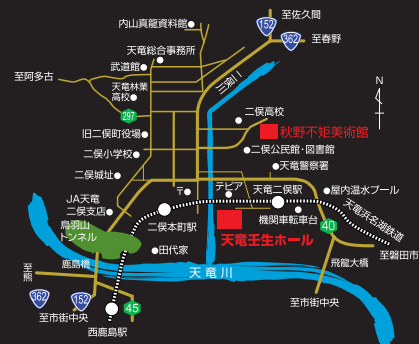 至佐久間
152
362
至春野
内山真龍資料館
天竜総合事務所
武道館
至阿多古
天竜林業
高校
297
二俣川
N
二俣高校
秋野不矩美術館
旧二俣町役場
二俣小学校
二俣公民館・図書館
天竜警察署
二俣城址
〒
テピア
天竜二俣駅
屋内温水プール
JA天竜
二俣支店
鳥羽山
トンネル
二俣本町駅
機関車転車台
天竜浜名湖鉄道
天竜壬生ホール
40
田代家
鹿島橋
至磐田市
至熊
天竜川
飛龍大橋
362
152
至市街中央
45
西鹿島駅
至市街中央